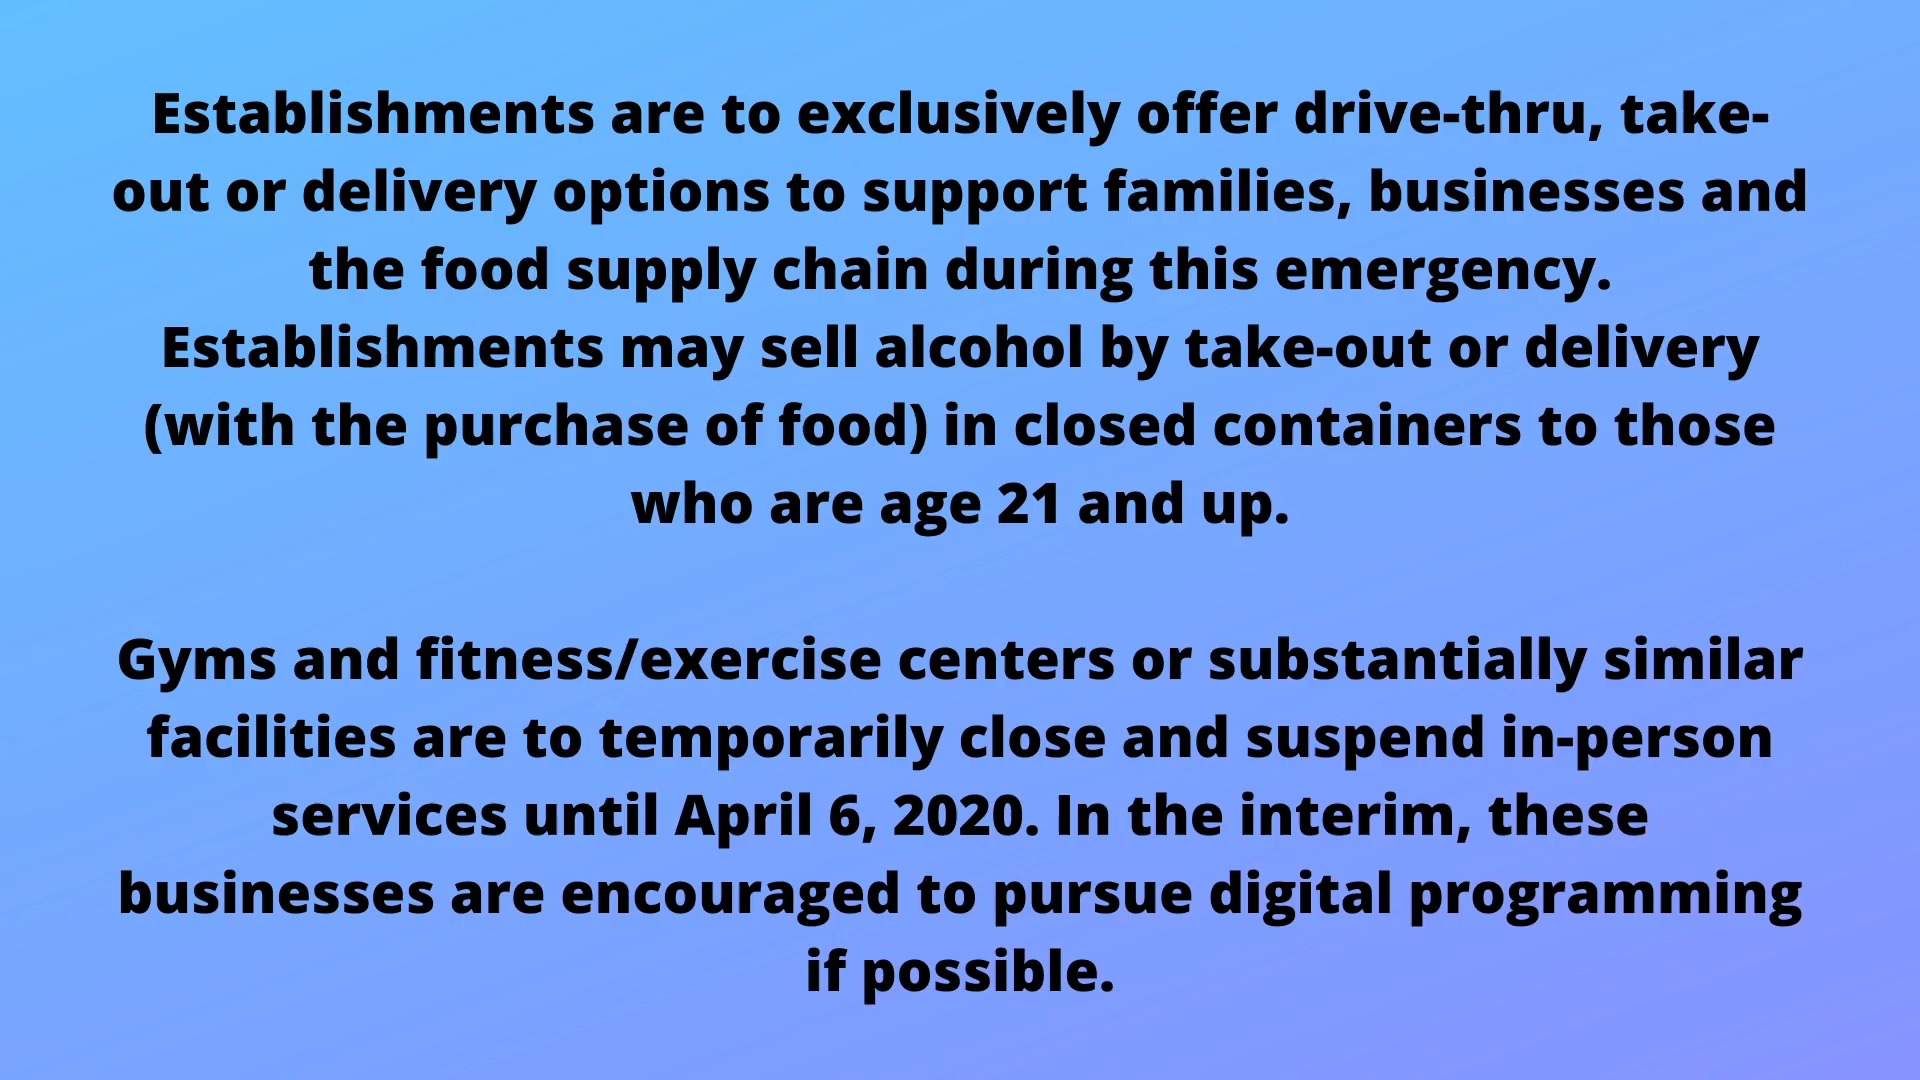 Establishments are to exclusively offer drive-thru, take-
out or delivery options to support families, businesses and
the food supply chain during this emergency.
Establishments may sell alcohol by take-out or delivery
(with the purchase of food) in closed containers to those
who are age 21 and up.
Gyms and fitness/exercise centers or substantially similar
facilities are to temporarily close and suspend in-person
services until April 6, 2020. In the interim, these
businesses are encouraged to pursue digital programming
if possible.